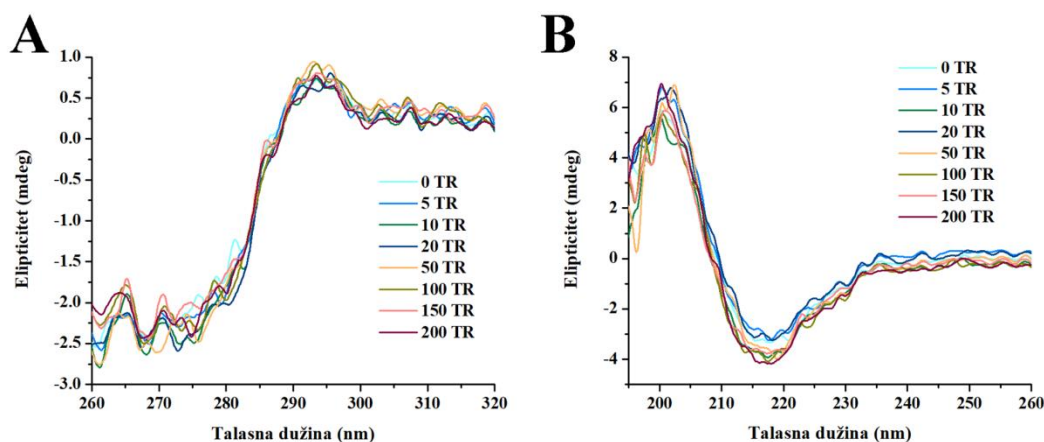 A
Elipticitet (mdeg)
1.0
0.5
0.0
-0.5
-1.0
-1.5
-2.0
-2.5
-3.0
260 270 280 290 300 310 320
Talasna dužina (nm)
0 TR
5 TR
10 TR
20 TR
50 TR
100 TR
150 TR
200 TR
B
Elipticitet (mdeg)
8
6
4
2
0
-2
-4
200 210 220 230 240 250 260
Talasna dužina (nm)
0 TR
5 TR
10 TR
20 TR
50 TR
100 TR
150 TR
200 TR